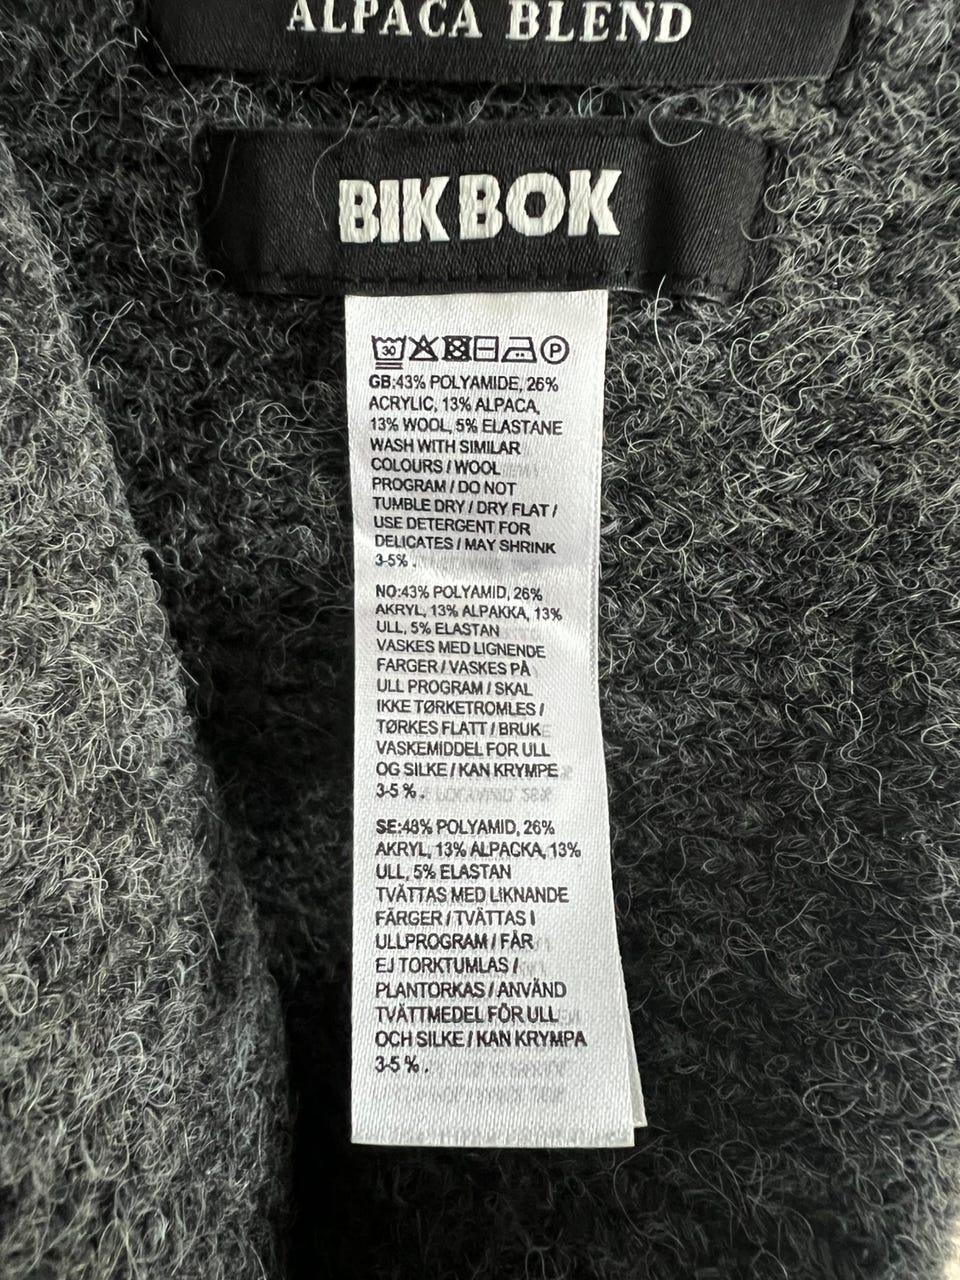 ALPACA BLEND
BIK BOK
30 P
GB:43% POLYAMIDE, 26%
ACRYLIC, 13% ALPACA,
13% WOOL, 5% ELASTANE
WASH WITH SIMILAR
COLOURS / WOOL
PROGRAM / DO NOT
TUMBLE DRY / DRY FLAT /
USE DETERGENT FOR
DELICATES / MAY SHRINK
3-5% .
NO:43% POLYAMID, 26%
AKRYL, 13% ALPAKKA, 13%
ULL, 5% ELASTAN
VASKES MED LIGNENDE
FARGER / VASKES PÅ
ULL PROGRAM / SKAL
IKKE TØRKETROMLES /
TØRKES FLATT / BRUK
VASKEMIDDEL FOR ULL
OG SILKE / KAN KRYMPE
3-5 % .
SE:43% POLYAMID, 26%
AKRYL, 13% ALPACKA, 13%
ULL, 5% ELASTAN
TVÄTTAS MED LIKNANDE
FÄRGER / TVÄTTAS I
ULLPROGRAM / FÅR
EJ TORKTUMLAS /
PLANTORKAS / ANVÄND
TVÄTTMEDEL FÖR ULL
OCH SILKE / KAN KRYMPA
3-5 % .